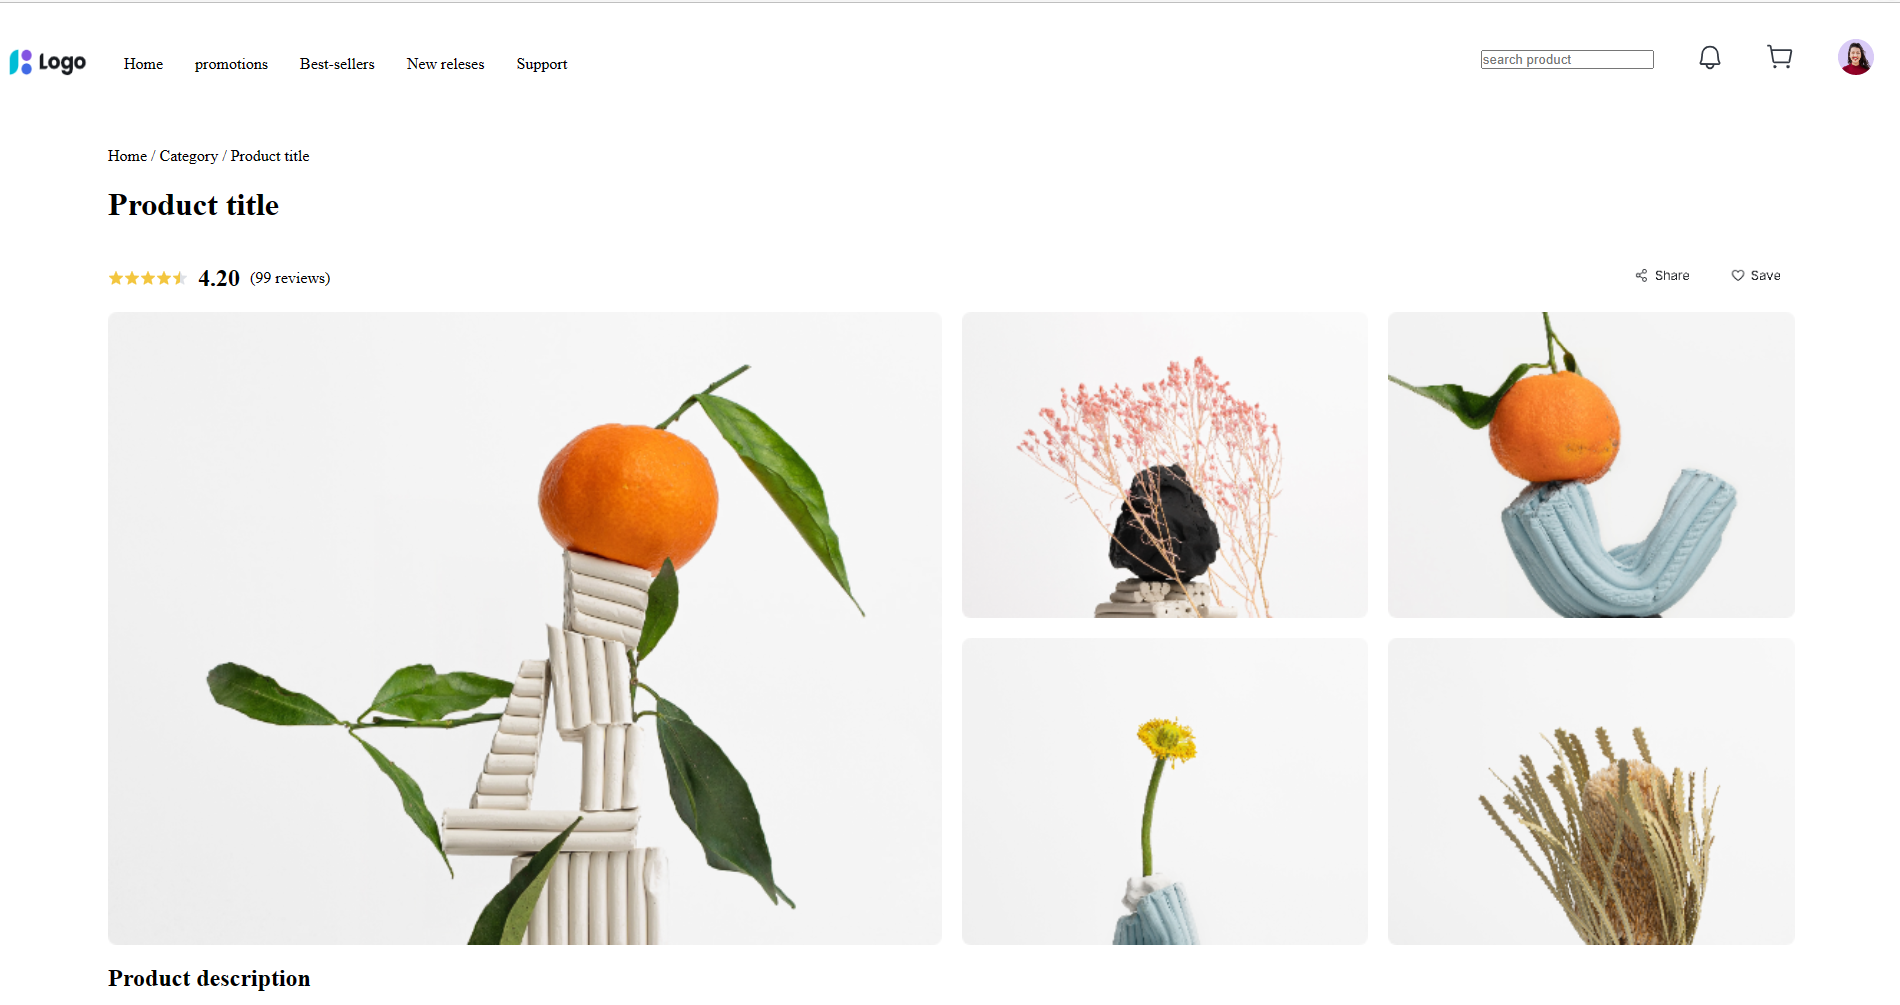 Logo Home promotions Best-sellers New releses Support search product
Home / Category / Product title
Product title
4.20 (99 reviews) Share Save
Product description